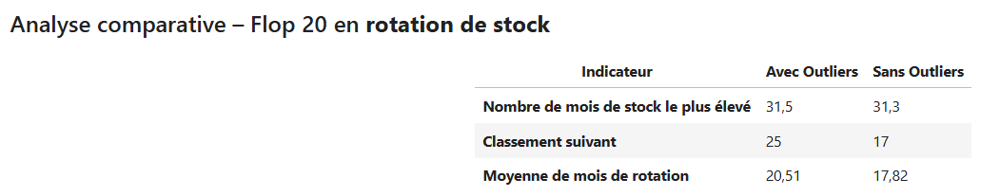 Analyse comparative – Flop 20 en rotation de stock
Indicateur Avec Outliers Sans Outliers
Nombre de mois de stock le plus élevé 31,5 31,3
Classement suivant 25 17
Moyenne de mois de rotation 20,51 17,82